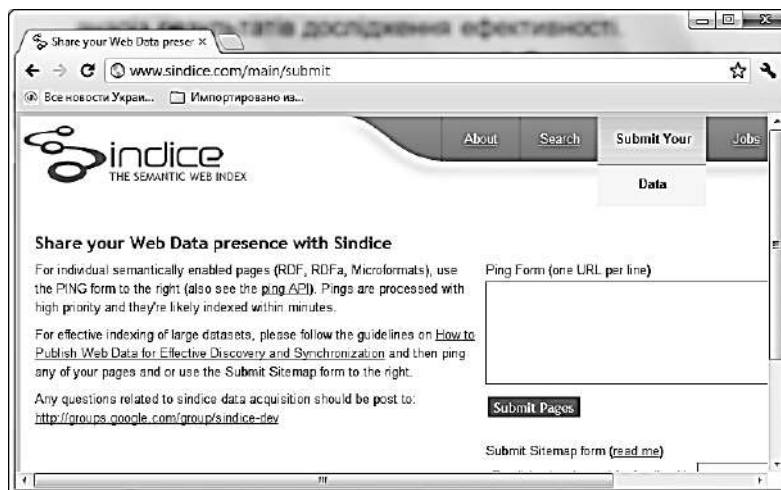 аналіз результатів дослідження ефективності.
Share your Web Data preser ×
www.sindice.com/main/submit
Все новости Украи... Импортировано из...
About Search Submit Your Data Jobs
sindice
THE SEMANTIC WEB INDEX
Share your Web Data presence with Sindice
For individual semantically enabled pages (RDF, RDFa, Microformats), use
the PING form to the right (also see the ping API). Pings are processed with
high priority and they're likely indexed within minutes.
For effective indexing of large datasets, please follow the guidelines on How to
Publish Web Data for Effective Discovery and Synchronization and then ping
any of your pages and or use the Submit Sitemap form to the right.
Any questions related to sindice data acquisition should be post to:
http://groups.google.com/group/sindice-dev
Ping Form (one URL per line)
Submit Pages
Submit Sitemap form (read me)